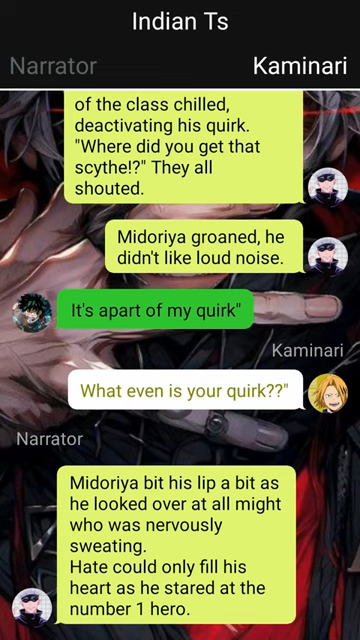 Indian Ts
Narrator
Kaminari
of the class chilled,
deactivating his quirk.
"Where did you get that
scythe!?" They all
shouted.
Midoriya groaned, he
didn't like loud noise.
It's apart of my quirk"
Kaminari
What even is your quirk??"
Narrator
Midoriya bit his lip a bit as
he looked over at all might
who was nervously
sweating.
Hate could only fill his
heart as he stared at the
number 1 hero.